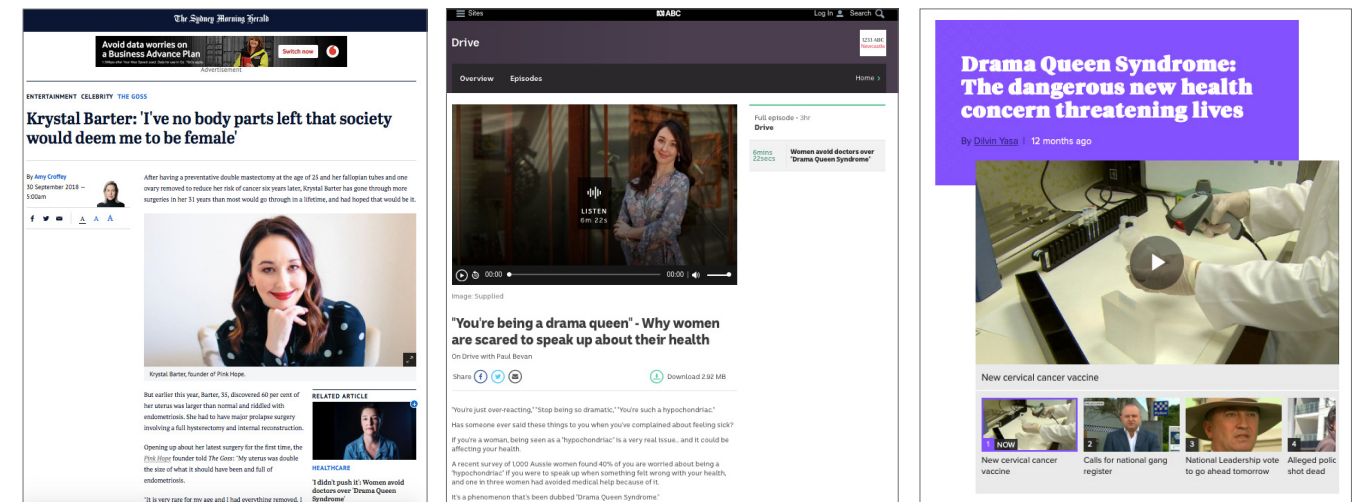 The Sydney Morning Herald
Avoid data worries on
a Business Advance Plan
Switch now
Advertisement
ENTERTAINMENT CELEBRITY THE GOSS
Krystal Barter: 'I've no body parts left that society
would deem me to be female'
By Amy Croffey
30 September 2018 –
5:00am
A A A
After having a preventative double mastectomy at the age of 25 and her fallopian tubes and one
ovary removed to reduce her risk of cancer six years later, Krystal Barter has gone through more
surgeries in her 31 years than most would go through in a lifetime, and had hoped that would be it.
Krystal Barter, founder of Pink Hope.
But earlier this year, Barter, 35, discovered 60 per cent of
her uterus was larger than normal and riddled with
endometriosis. She had to have major prolapse surgery
involving a full hysterectomy and internal reconstruction.
Opening up about her latest surgery for the first time, the
Pink Hope founder told The Goss: "My uterus was double
the size of what it should have been and full of
endometriosis.
"It is very rare for my age and I had everything removed. I
RELATED ARTICLE
HEALTHCARE
'I didn't push it': Women avoid
doctors over 'Drama Queen
Syndrome'
Sites
ABC
Log In
Search
Drive
1233 ABC
Newcastle
Overview Episodes
Home
LISTEN
6m 22s
00:00
00:00
Image: Supplied
"You're being a drama queen" - Why women
are scared to speak up about their health
On Drive with Paul Bevan
Share
Download 2.92 MB
"You're just over-reacting," "Stop being so dramatic," "You're such a hypochondriac."
Has someone ever said these things to you when you've complained about feeling sick?
If you're a woman, being seen as a "hypochondriac" is a very real issue... and it could be
affecting your health.
A recent survey of 1,000 Aussie women found 40% of you are worried about being a
"hypochondriac" if you were to speak up when something felt wrong with your health,
and one in three women had avoided medical help because of it.
It's a phenomenon that's been dubbed "Drama Queen Syndrome."
Full episode • 3hr
Drive
6mins
22secs
Women avoid doctors over
'Drama Queen Syndrome'
Drama Queen Syndrome:
The dangerous new health
concern threatening lives
By Dilvin Yasa | 12 months ago
New cervical cancer vaccine
1 NOW
2
3
4
New cervical cancer
vaccine
Calls for national gang
register
National Leadership vote
to go ahead tomorrow
Alleged polic
shot dead